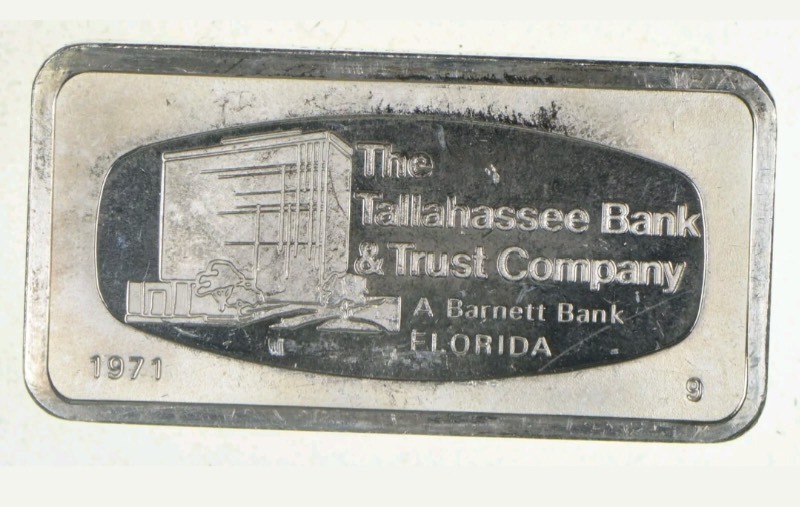 The
Tallahassee Bank
& Trust Company
A Barnett Bank
FLORIDA
1971
9